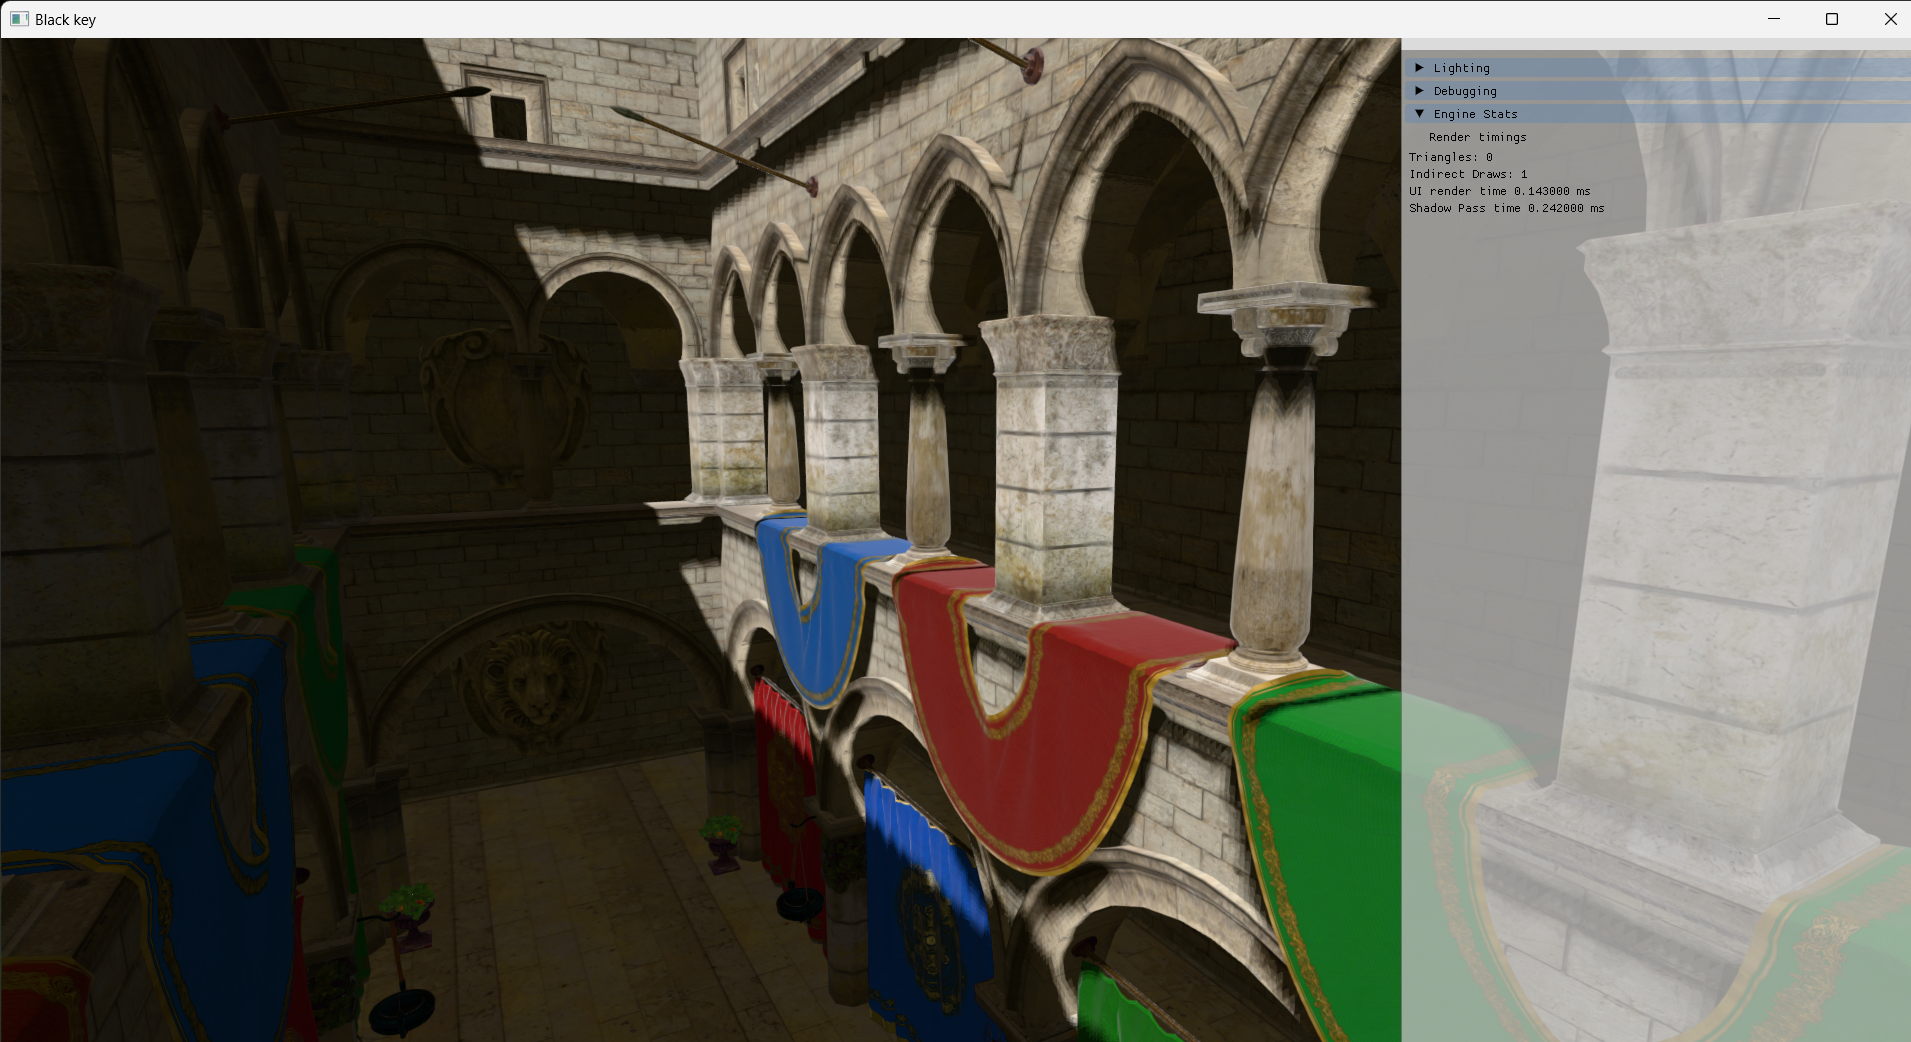 Black key
Lighting
Debugging
Engine Stats
Render timings
Triangles: 0
Indirect Draws: 1
UI render time 0.143000 ms
Shadow Pass time 0.242000 ms